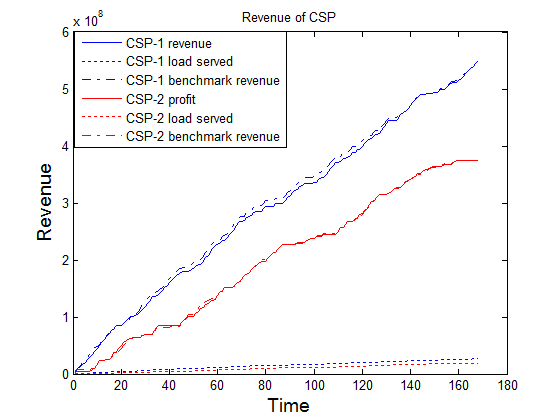 Revenue of CSP
x 10^8
6
5
4
3
2
1
0
Revenue
CSP-1 revenue
CSP-1 load served
CSP-1 benchmark revenue
CSP-2 profit
CSP-2 load served
CSP-2 benchmark revenue
0 20 40 60 80 100 120 140 160 180
Time